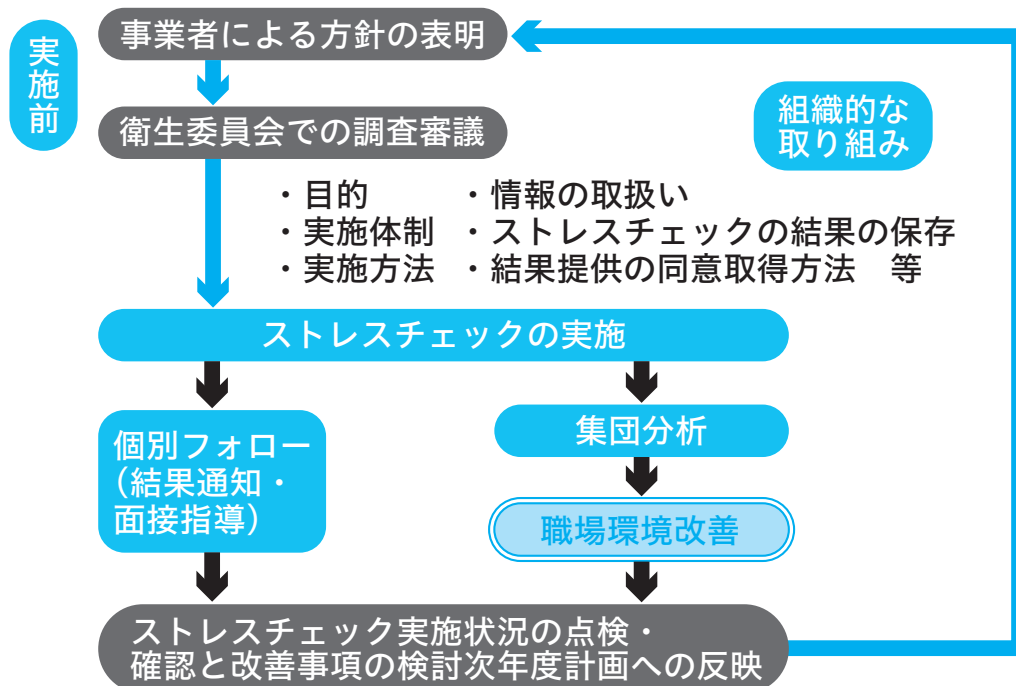 実施前
事業者による方針の表明
衛生委員会での調査審議
組織的な
取り組み
・目的
・実施体制
・実施方法
・情報の取扱い
・ストレスチェックの結果の保存
・結果提供の同意取得方法　等
ストレスチェックの実施
個別フォロー
（結果通知・
面接指導）
集団分析
職場環境改善
ストレスチェック実施状況の点検・
確認と改善事項の検討次年度計画への反映